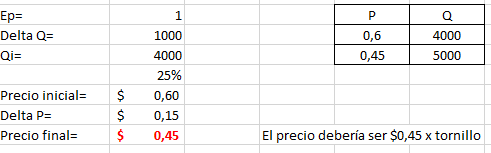 Ep= 1 P Q
Delta Q= 1000 0,6 4000
Qi= 4000 0,45 5000
25%
Precio inicial= $ 0,60
Delta P= $ 0,15
Precio final= $ 0,45 El precio debería ser $0,45 x tornillo